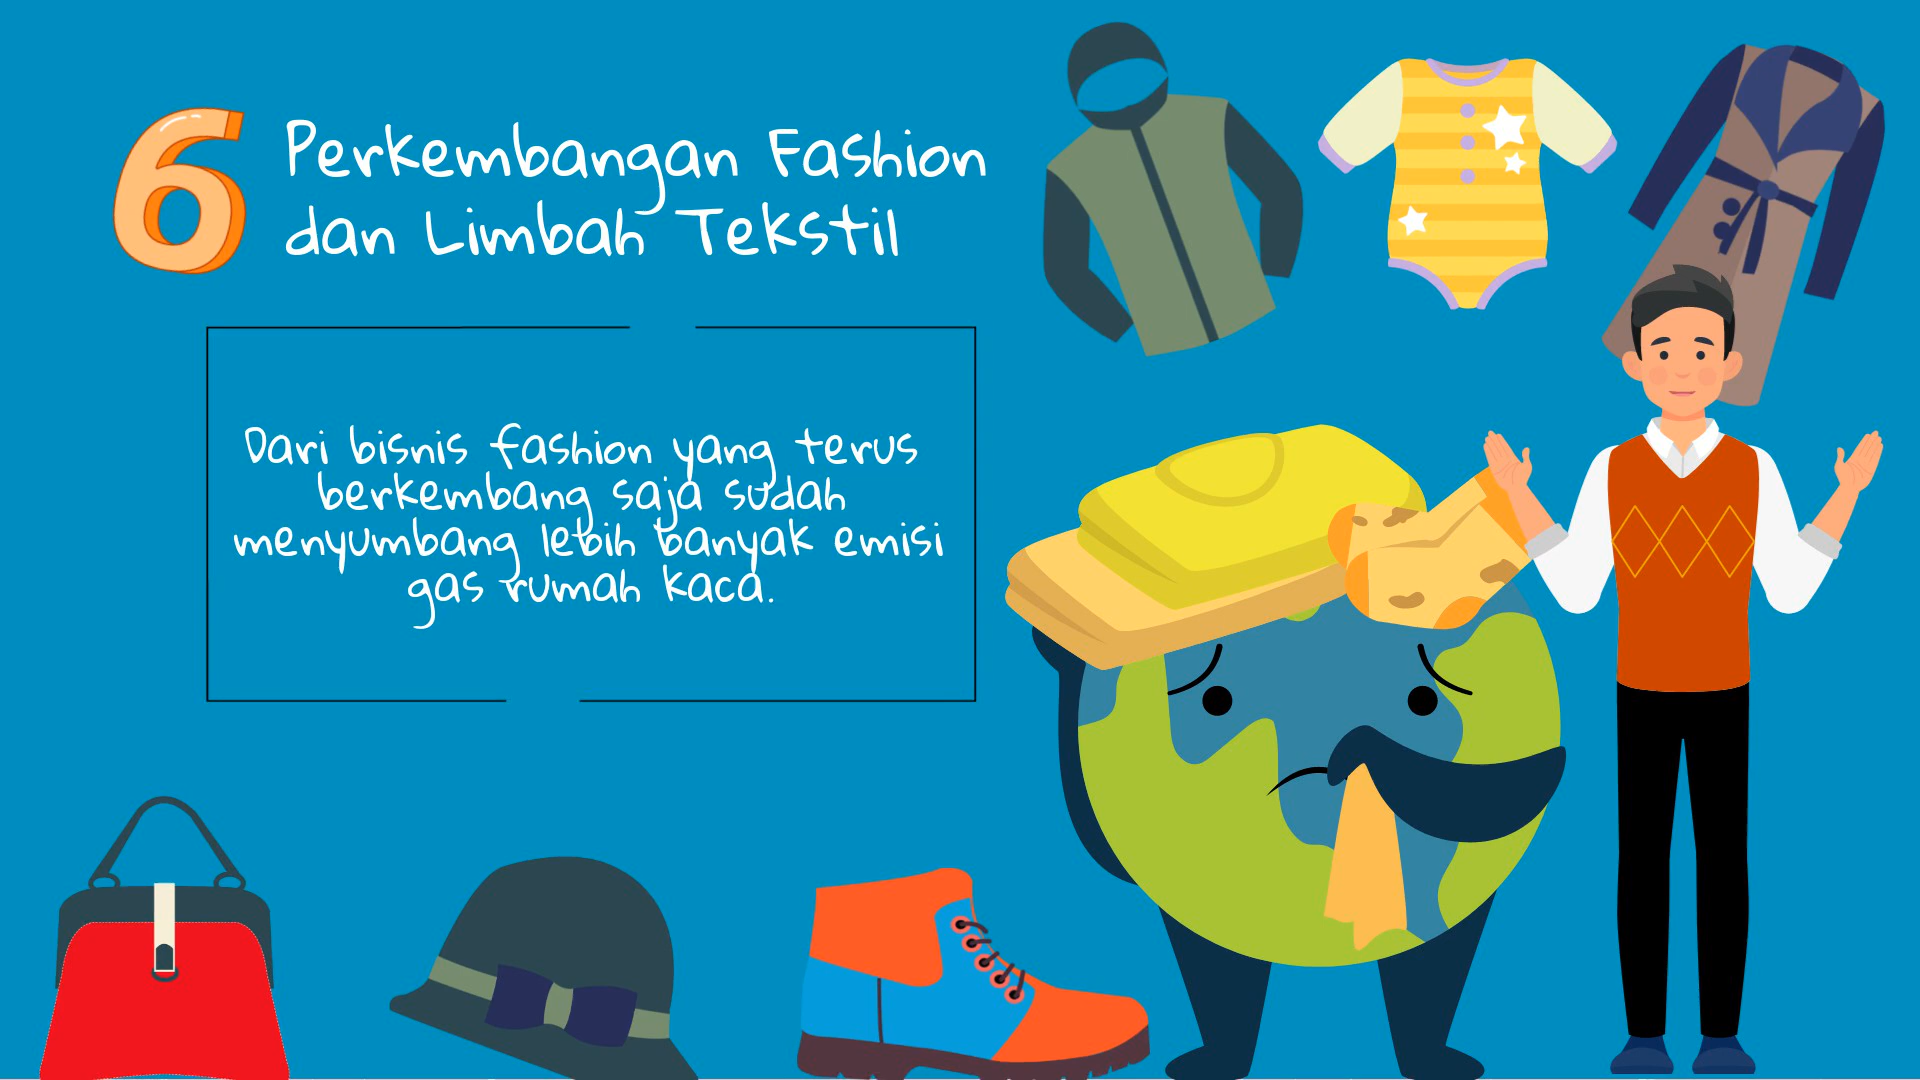 6
Perkembangan Fashion
dan Limbah Tekstil
Dari bisnis fashion yang terus
berkembang saja sudah
menyumbang lebih banyak emisi
gas rumah kaca.